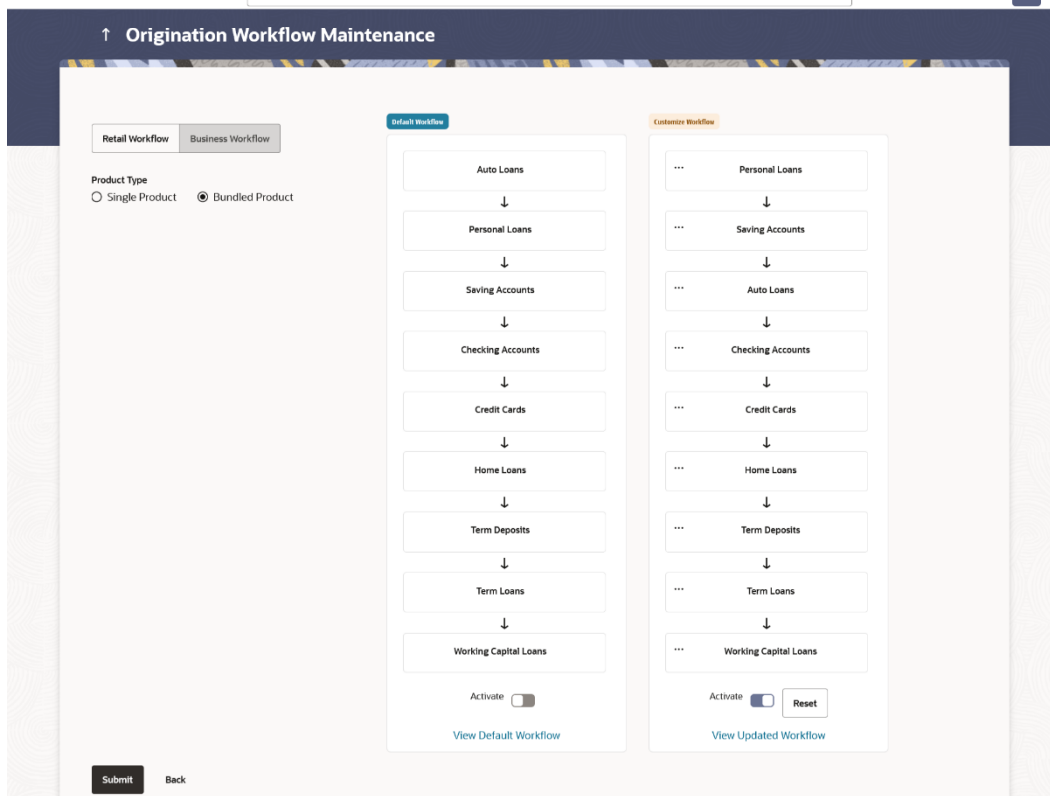 ↑ Origination Workflow Maintenance
Retail Workflow Business Workflow
Product Type
Single Product Bundled Product
Default Workflow
Auto Loans
↓
Personal Loans
↓
Saving Accounts
↓
Checking Accounts
↓
Credit Cards
↓
Home Loans
↓
Term Deposits
↓
Term Loans
↓
Working Capital Loans
Activate
View Default Workflow
Customize Workflow
... Personal Loans
↓
... Saving Accounts
↓
... Auto Loans
↓
... Checking Accounts
↓
... Credit Cards
↓
... Home Loans
↓
... Term Deposits
↓
... Term Loans
↓
... Working Capital Loans
Activate Reset
View Updated Workflow
Submit Back